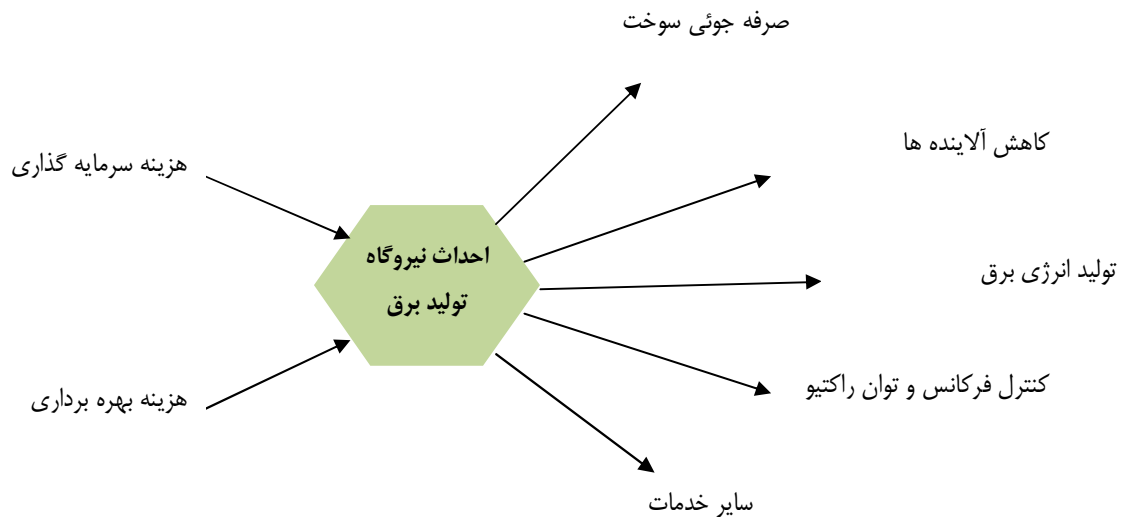 صرفه جوئی سوخت
کاهش آلاینده ها
هزینه سرمایه گذاری
احداث نیروگاه
تولید برق
تولید انرژی برق
کنترل فرکانس و توان راکتیو
هزینه بهره برداری
سایر خدمات